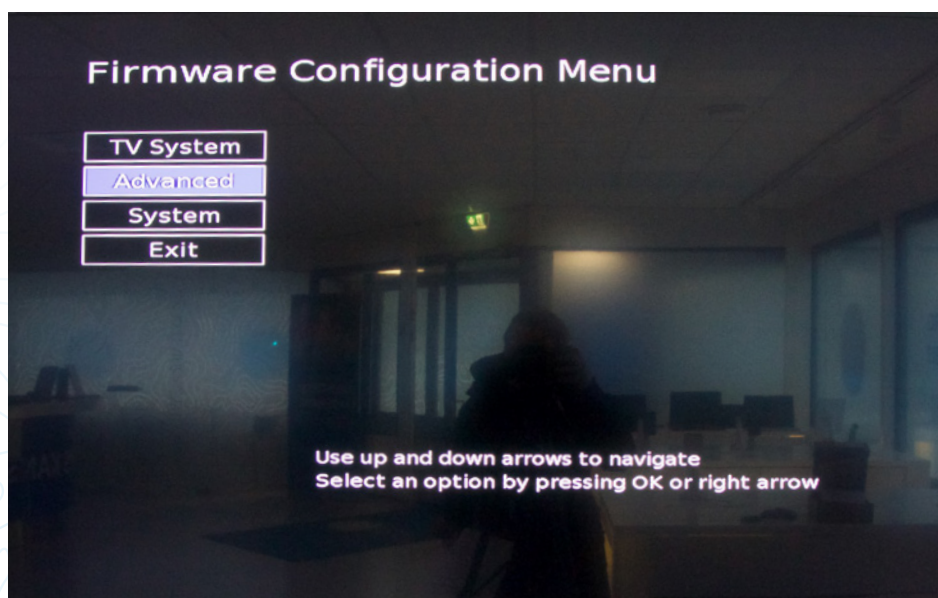 Firmware Configuration Menu
TV System
Advanced
System
Exit
Use up and down arrows to navigate
Select an option by pressing OK or right arrow